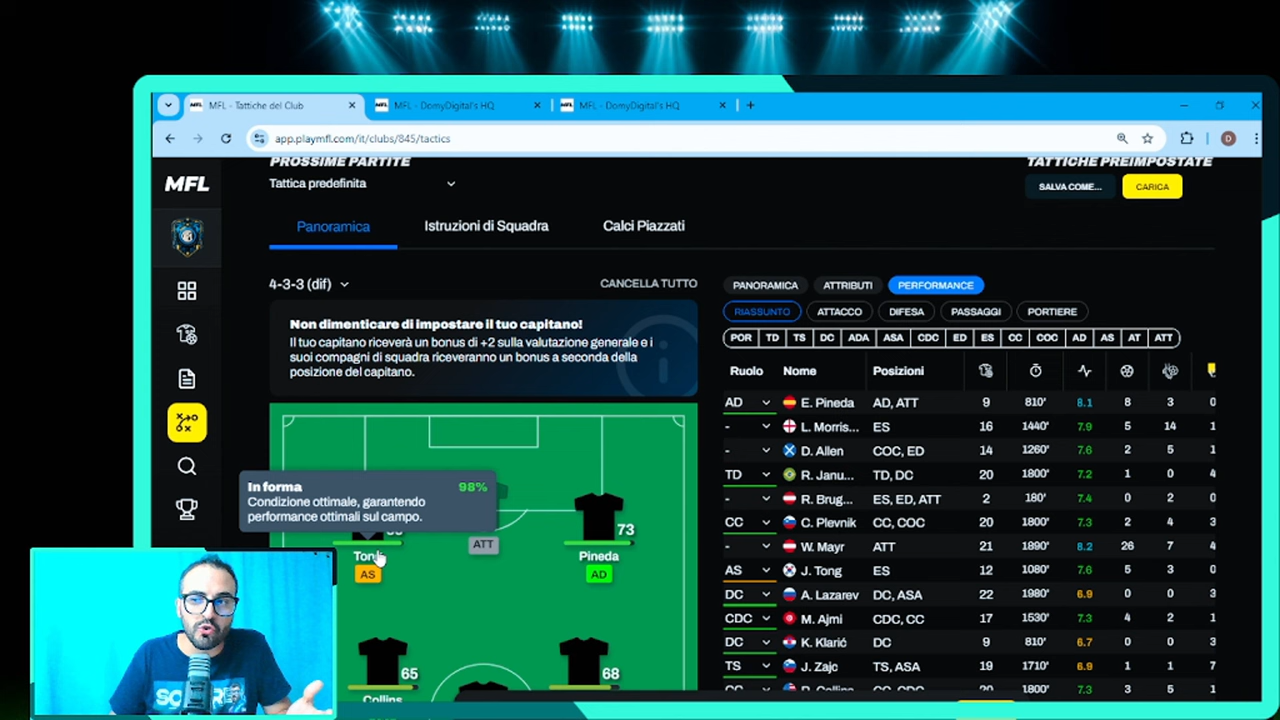 MFL - Tattiche del Club
MFL - DomyDigital's HQ
MFL - DomyDigital's HQ
app.playmfl.com/it/clubs/845/tactics
D
MFL
PROSSIME PARTITE
Tattica predefinita
TATTICHE PREIMPOSTATE
SALVA COME...
CARICA
Panoramica
Istruzioni di Squadra
Calci Piazzati
4-3-3 (dif)
CANCELLA TUTTO
Non dimenticare di impostare il tuo capitano!
Il tuo capitano riceverà un bonus di +2 sulla valutazione generale e i
suoi compagni di squadra riceveranno un bonus a seconda della
posizione del capitano.
In forma 98%
Condizione ottimale, garantendo
performance ottimali sul campo.
Tong
AS
ATT
73
Pineda
AD
65
Collins
68
PANORAMICA ATTRIBUTI PERFORMANCE
RIASSUNTO ATTACCO DIFESA PASSAGGI PORTIERE
POR TD TS DC ADA ASA CDC ED ES CC COC AD AS AT ATT
Ruolo Nome Posizioni
AD E. Pineda AD, ATT 9 810' 8.1 8 3 0
- L. Morris... ES 16 1440' 7.9 5 14 1
- D. Allen COC, ED 14 1260' 7.6 2 5 1
TD R. Janu... TD, DC 20 1800' 7.2 1 0 4
- R. Brug... ES, ED, ATT 2 180' 7.4 0 2 0
CC C. Plevnik CC, COC 20 1800' 7.3 2 4 3
- W. Mayr ATT 21 1890' 8.2 26 7 4
AS J. Tong ES 12 1080' 7.6 5 3 0
DC A. Lazarev DC, ASA 22 1980' 6.9 0 0 3
CDC M. Ajmi CDC, CC 17 1530' 7.3 4 2 1
DC K. Klarić DC 9 810' 6.7 0 0 3
TS J. Zajc TS, ASA 19 1710' 6.9 1 1 7
CC R. Collins CC, CDC 20 1800' 7.3 3 5 3